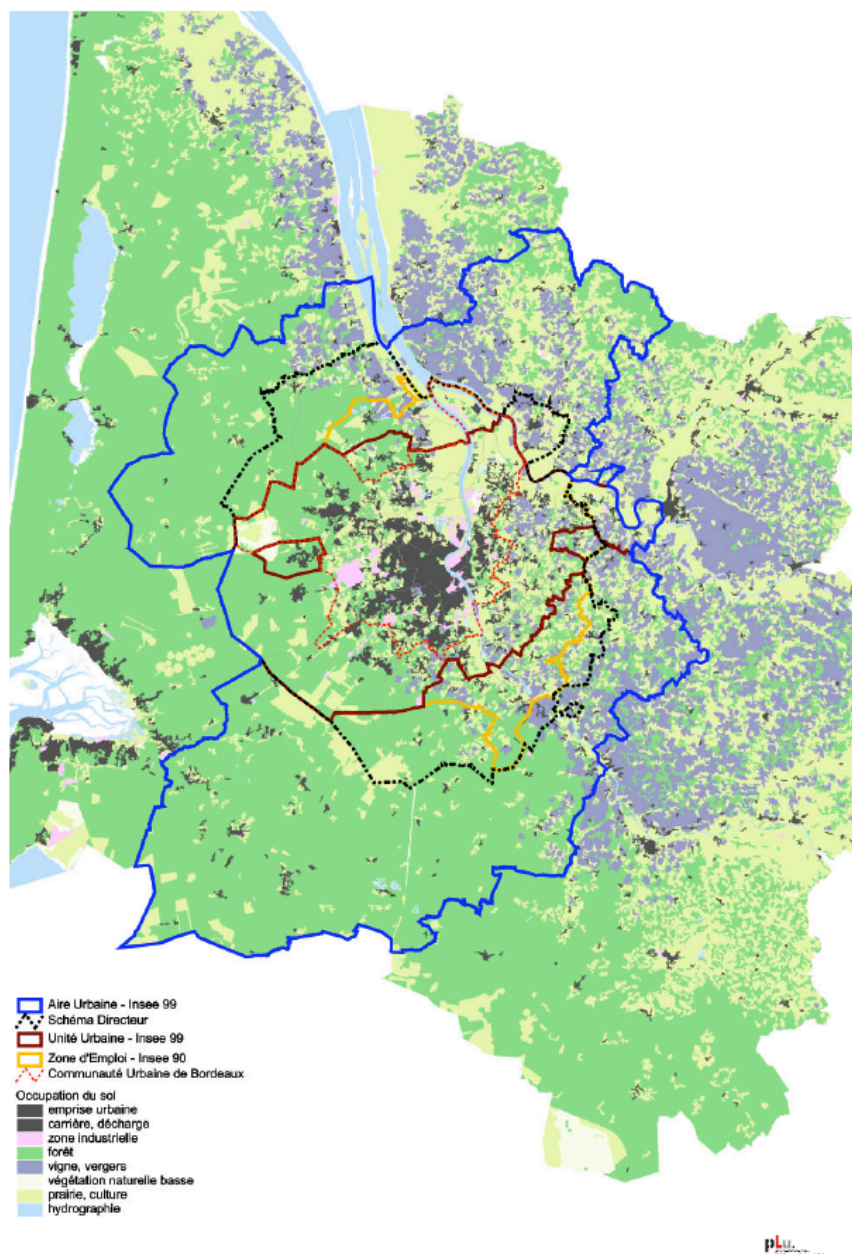 Aire Urbaine - Insee 99
Schéma Directeur
Unité Urbaine - Insee 99
Zone d'Emploi - Insee 90
Communauté Urbaine de Bordeaux
Occupation du sol
emprise urbaine
carrière, décharge
zone industrielle
forêt
vigne, vergers
végétation naturelle basse
prairie, culture
hydrographie
pLu.